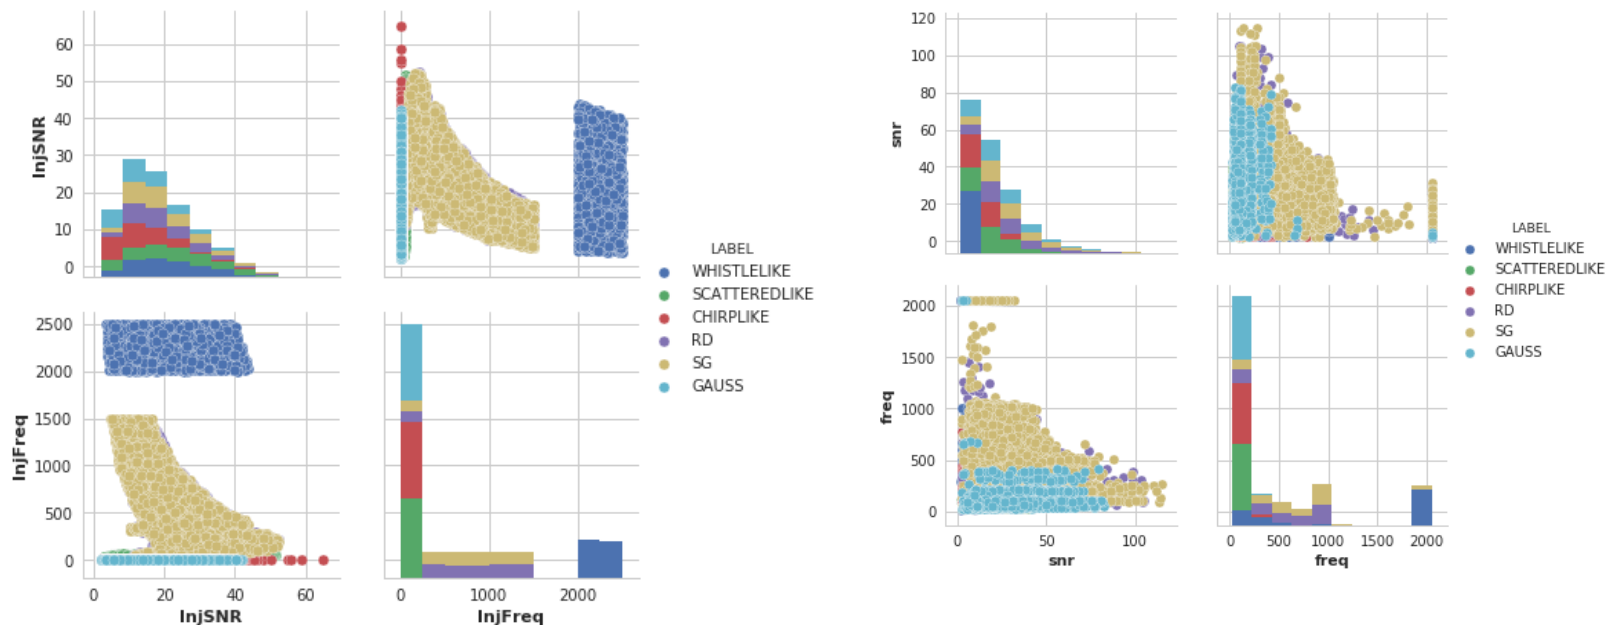 60
50
40
30
20
10
0
InjSNR
2500
2000
1500
1000
500
0
InjFreq
0 20 40 60
InjSNR
0 1000 2000
InjFreq
LABEL
WHISTLELIKE
SCATTEREDLIKE
CHIRPLIKE
RD
SG
GAUSS
120
100
80
60
40
20
0
snr
2000
1500
1000
500
0
freq
0 50 100
snr
0 500 1000 1500 2000
freq
LABEL
WHISTLELIKE
SCATTEREDLIKE
CHIRPLIKE
RD
SG
GAUSS